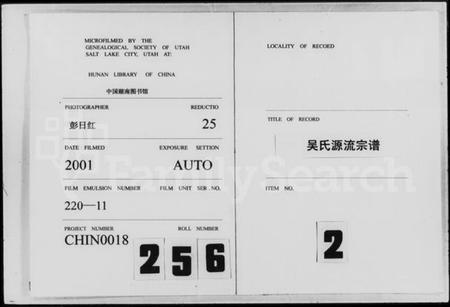 MICROFILMED BY THE
GENEALOGICAL SOCIETY OF UTAH
SALT LAKE CITY, UTAH AT:
HUNAN LIBRARY OF CHINA
中国湖南图书馆
PHOTOGRAPHER REDUCTIO
彭日红 25
DATE FILMED EXPOSURE SETTION
2001 AUTO
FILM EMULSION NUMBER FILM UNIT SER. NO.
220—11
PROJECT NUMBER ROLL NUMBER
CHIN0018 256
LOCALITY OF RECORD
TITLE OF RECORD
吴氏源流宗谱
ITEM NO.
2
FamilySearch